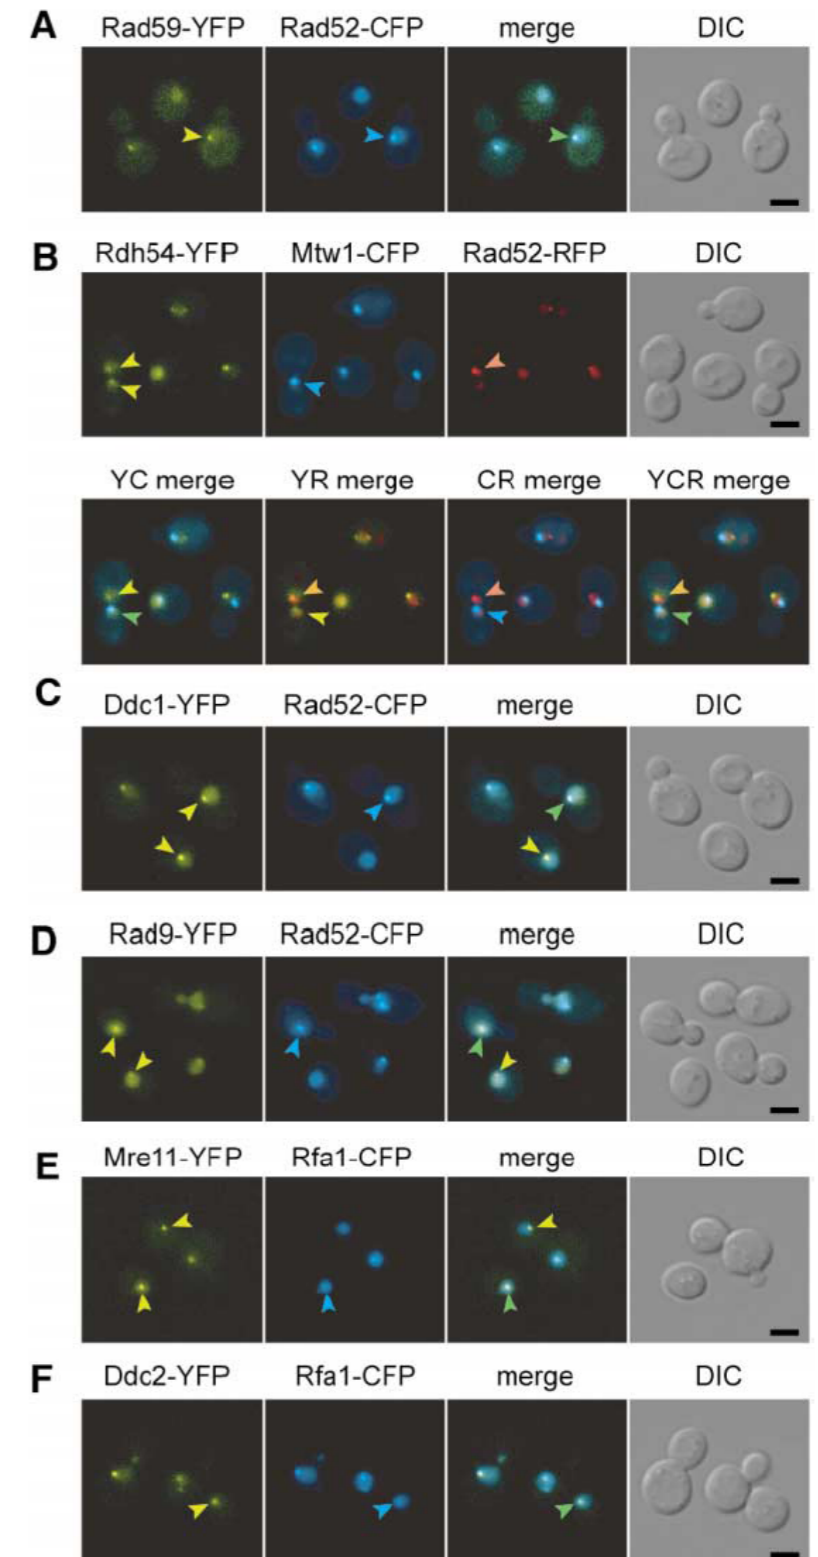 A
Rad59-YFP Rad52-CFP merge DIC
B
Rdh54-YFP Mtw1-CFP Rad52-RFP DIC
YC merge YR merge CR merge YCR merge
C
Ddc1-YFP Rad52-CFP merge DIC
D
Rad9-YFP Rad52-CFP merge DIC
E
Mre11-YFP Rfa1-CFP merge DIC
F
Ddc2-YFP Rfa1-CFP merge DIC